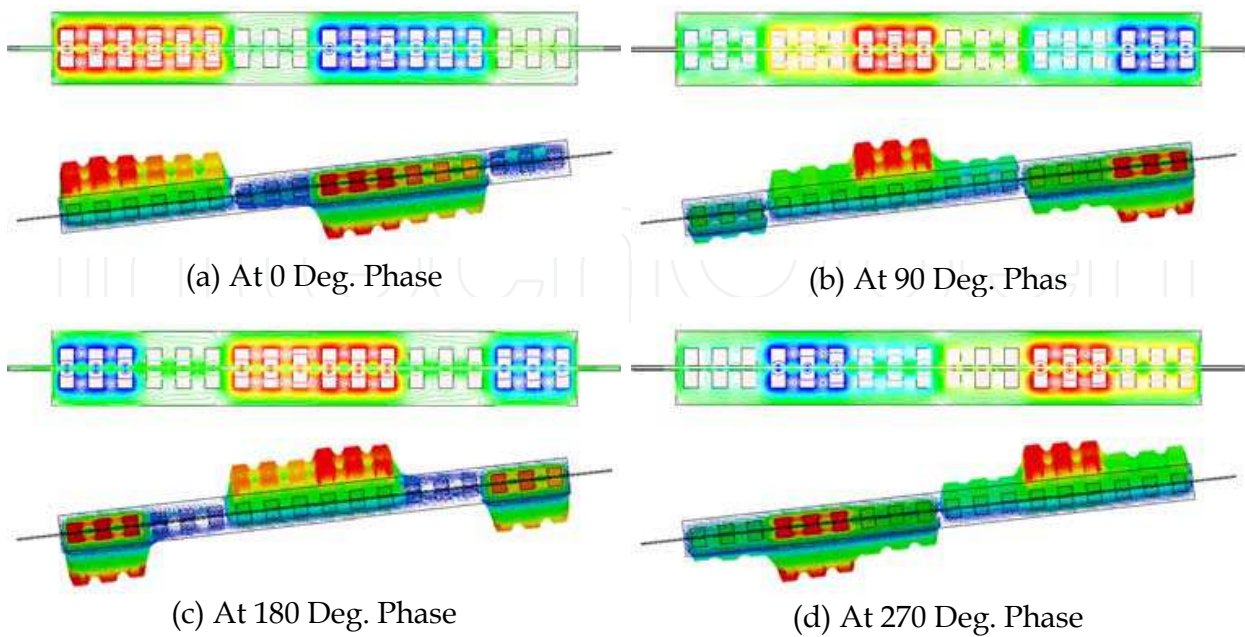 (a) At 0 Deg. Phase
(b) At 90 Deg. Phas
(c) At 180 Deg. Phase
(d) At 270 Deg. Phase